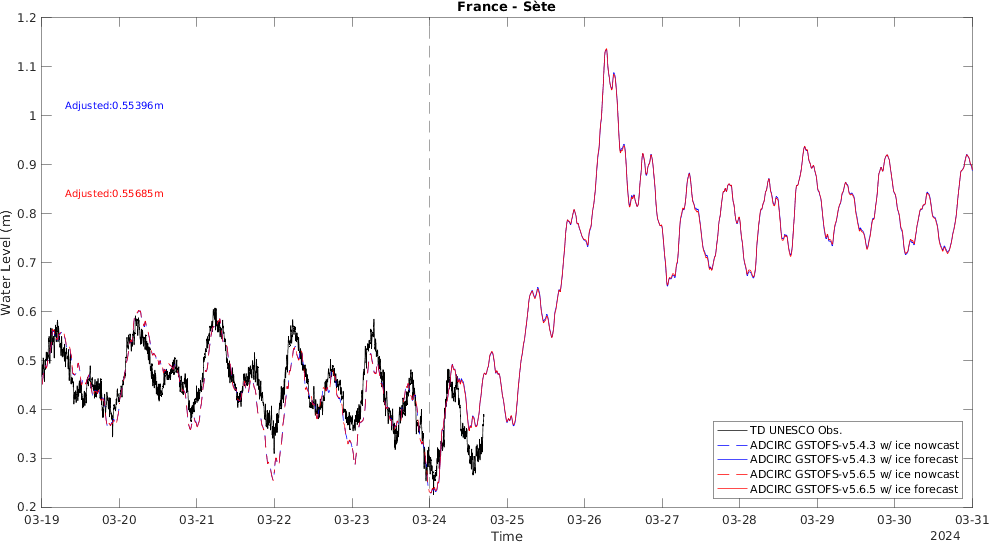 France - Sète
Water Level (m)
1.2
1.1
1
0.9
0.8
0.7
0.6
0.5
0.4
0.3
0.2
Adjusted:0.55396m
Adjusted:0.55685m
TD UNESCO Obs.
ADCIRC GSTOFS-v5.4.3 w/ ice nowcast
ADCIRC GSTOFS-v5.4.3 w/ ice forecast
ADCIRC GSTOFS-v5.6.5 w/ ice nowcast
ADCIRC GSTOFS-v5.6.5 w/ ice forecast
03-19 03-20 03-21 03-22 03-23 03-24 03-25 03-26 03-27 03-28 03-29 03-30 03-31
Time
2024